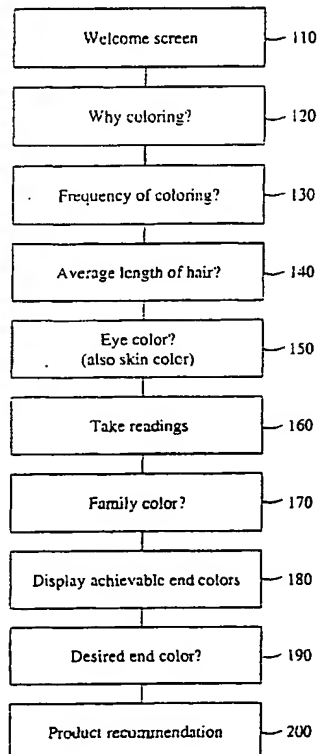 Welcome screen 110
Why coloring? 120
Frequency of coloring? 130
Average length of hair? 140
Eye color?
(also skin color) 150
Take readings 160
Family color? 170
Display achievable end colors 180
Desired end color? 190
Product recommendation 200